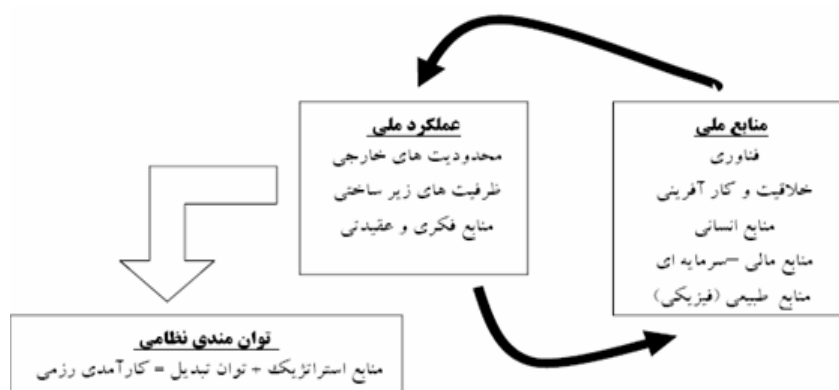 منابع ملی
فناوری
خلاقیت و کار آفرینی
منابع انسانی
منابع مالی –سرمایه ای
منابع طبیعی (فیزیکی)
عملکرد ملی
محدودیت های خارجی
ظرفیت های زیر ساختی
منابع فکری و عقیدتی
توان مندی نظامی
منابع استراتژیک + توان تبدیل = کارآمدی رزمی